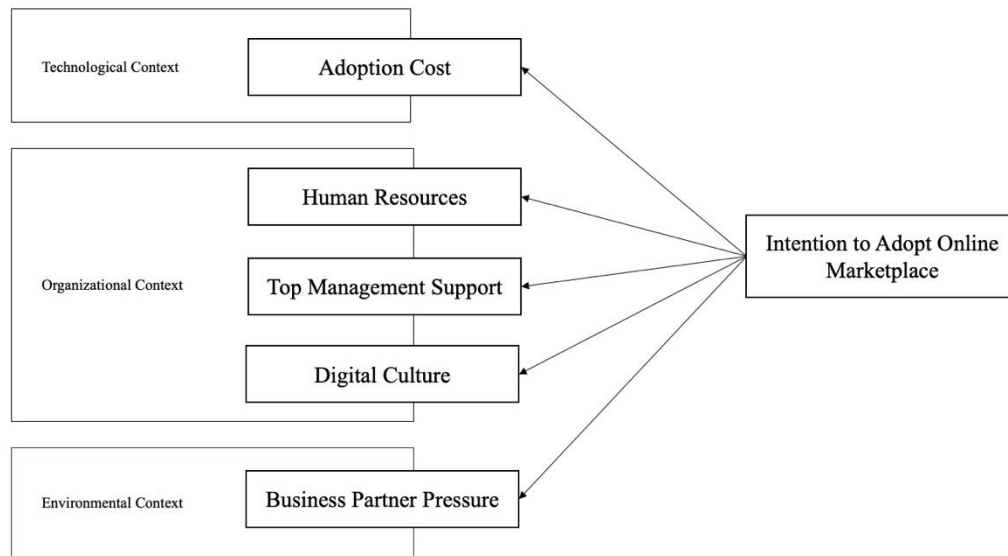 Technological Context
Adoption Cost
Organizational Context
Human Resources
Top Management Support
Digital Culture
Environmental Context
Business Partner Pressure
Intention to Adopt Online
Marketplace